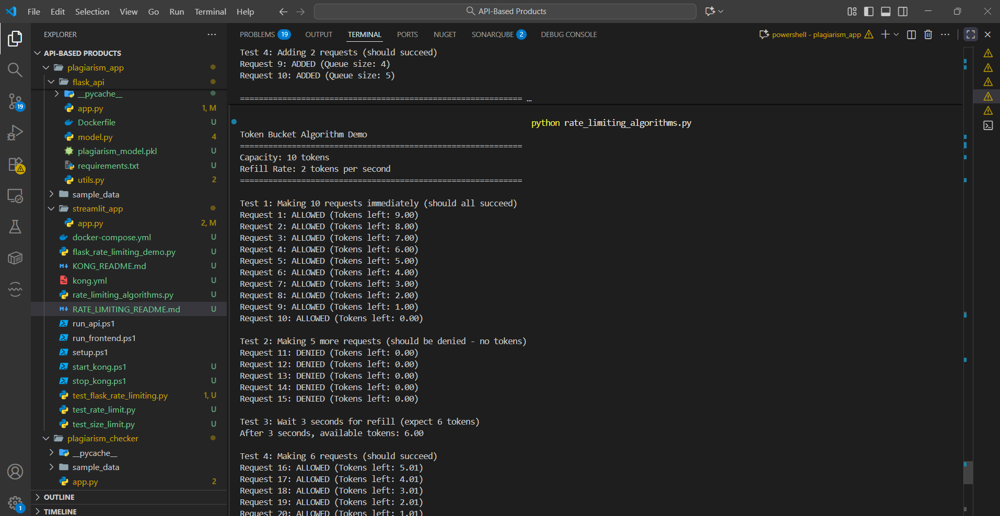 File Edit Selection View Go Run Terminal Help
API-Based Products
EXPLORER
API-BASED PRODUCTS
plagiarism_app
flask_api
__pycache__
app.py 1, M
Dockerfile U
model.py 4
plagiarism_model.pkl U
requirements.txt U
utils.py 2
sample_data
streamlit_app
app.py 2, M
docker-compose.yml U
flask_rate_limiting_demo.py U
KONG_README.md U
kong.yml U
rate_limiting_algorithms.py U
RATE_LIMITING_README.md U
run_api.ps1
run_frontend.ps1
setup.ps1
start_kong.ps1 U
stop_kong.ps1 U
test_flask_rate_limiting.py 1, U
test_rate_limit.py U
test_size_limit.py U
plagiarism_checker
__pycache__
sample_data
app.py 2
OUTLINE
TIMELINE
19
1
PROBLEMS 19 OUTPUT TERMINAL PORTS NUGET SONARQUBE 2 DEBUG CONSOLE
powershell - plagiarism_app
Test 4: Adding 2 requests (should succeed)
Request 9: ADDED (Queue size: 4)
Request 10: ADDED (Queue size: 5)
============================================================ …
python rate_limiting_algorithms.py
Token Bucket Algorithm Demo
============================================================
Capacity: 10 tokens
Refill Rate: 2 tokens per second
============================================================
Test 1: Making 10 requests immediately (should all succeed)
Request 1: ALLOWED (Tokens left: 9.00)
Request 2: ALLOWED (Tokens left: 8.00)
Request 3: ALLOWED (Tokens left: 7.00)
Request 4: ALLOWED (Tokens left: 6.00)
Request 5: ALLOWED (Tokens left: 5.00)
Request 6: ALLOWED (Tokens left: 4.00)
Request 7: ALLOWED (Tokens left: 3.00)
Request 8: ALLOWED (Tokens left: 2.00)
Request 9: ALLOWED (Tokens left: 1.00)
Request 10: ALLOWED (Tokens left: 0.00)
Test 2: Making 5 more requests (should be denied - no tokens)
Request 11: DENIED (Tokens left: 0.00)
Request 12: DENIED (Tokens left: 0.00)
Request 13: DENIED (Tokens left: 0.00)
Request 14: DENIED (Tokens left: 0.00)
Request 15: DENIED (Tokens left: 0.00)
Test 3: Wait 3 seconds for refill (expect 6 tokens)
After 3 seconds, available tokens: 6.00
Test 4: Making 6 requests (should succeed)
Request 16: ALLOWED (Tokens left: 5.01)
Request 17: ALLOWED (Tokens left: 4.01)
Request 18: ALLOWED (Tokens left: 3.01)
Request 19: ALLOWED (Tokens left: 2.01)
Request 20: ALLOWED (Tokens left: 1.01)